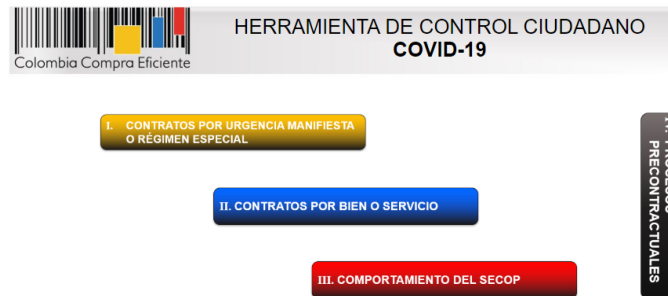 HERRAMIENTA DE CONTROL CIUDADANO
COVID-19
Colombia Compra Eficiente
I. CONTRATOS POR URGENCIA MANIFIESTA
O RÉGIMEN ESPECIAL
II. CONTRATOS POR BIEN O SERVICIO
III. COMPORTAMIENTO DEL SECOP
PRECONTRACTUALES